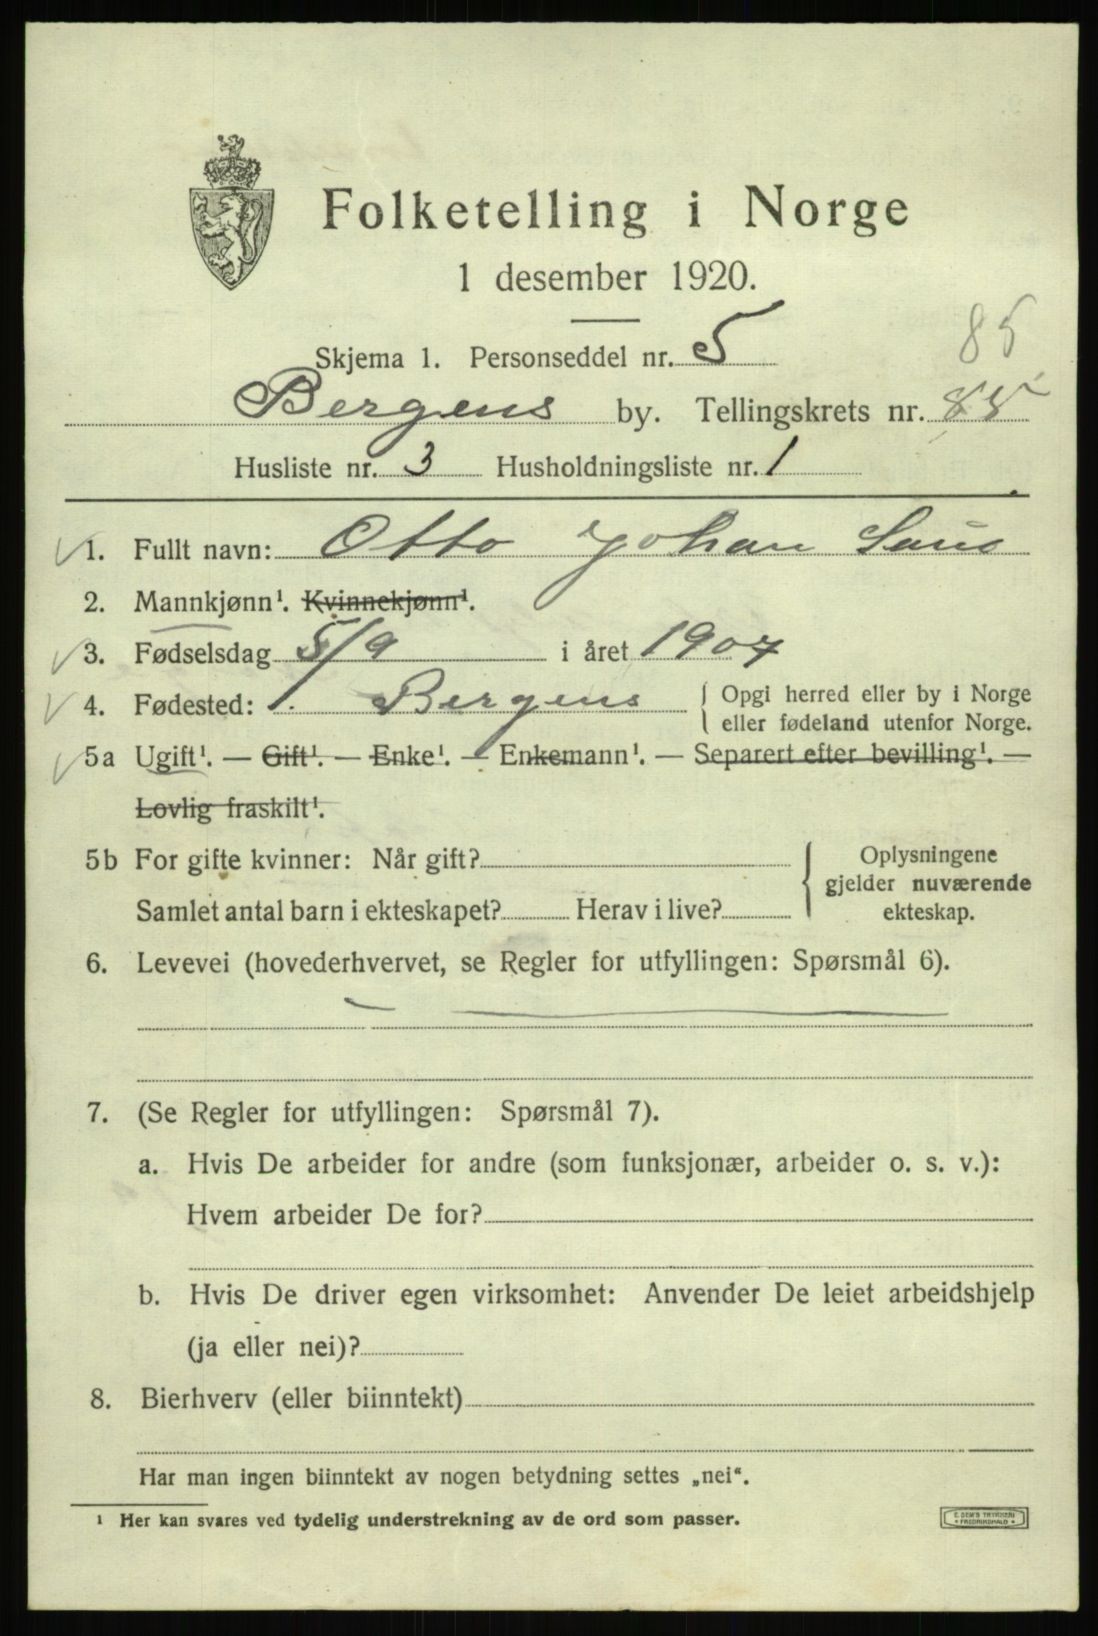 Folketelling i Norge
1 desember 1920.
Skjema 1. Personseddel nr. 5
85
Bergens by. Tellingskrets nr. 85
Husliste nr. 3 Husholdningsliste nr. 1
1. Fullt navn: Otto Johan
2. Mannkjønn¹. Kvinnekjønn¹.
3. Fødselsdag 5/9 i året 1904
4. Fødested: Bergens { Opgi herred eller by i Norge
eller fødeland utenfor Norge.
5a Ugift¹. — Gift¹. — Enke¹. — Enkemann¹. — Separert efter bevilling¹. —
Lovlig fraskilt¹.
5b For gifte kvinner: Når gift?
Samlet antal barn i ekteskapet? Herav i live?
{ Oplysningene
gjelder nuværende
ekteskap.
6. Levevei (hovederhvervet, se Regler for utfyllingen: Spørsmål 6).
7. (Se Regler for utfyllingen: Spørsmål 7).
a. Hvis De arbeider for andre (som funksjonær, arbeider o. s. v.):
Hvem arbeider De for?
b. Hvis De driver egen virksomhet: Anvender De leiet arbeidshjelp
(ja eller nei)?
8. Bierhverv (eller biinntekt)
Har man ingen biinntekt av nogen betydning settes „nei“.
¹ Her kan svares ved tydelig understrekning av de ord som passer.
E. SEM'S TRYKKERI
FREDRIKSHALD